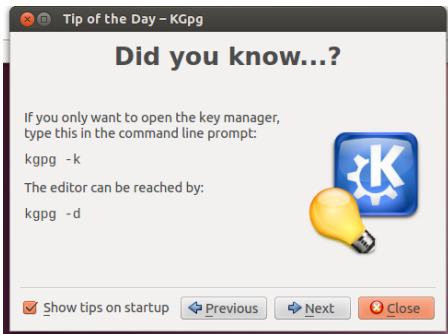 Tip of the Day – KGpg
Did you know...?
If you only want to open the key manager,
type this in the command line prompt:
kgpg -k
The editor can be reached by:
kgpg -d
Show tips on startup
Previous
Next
Close